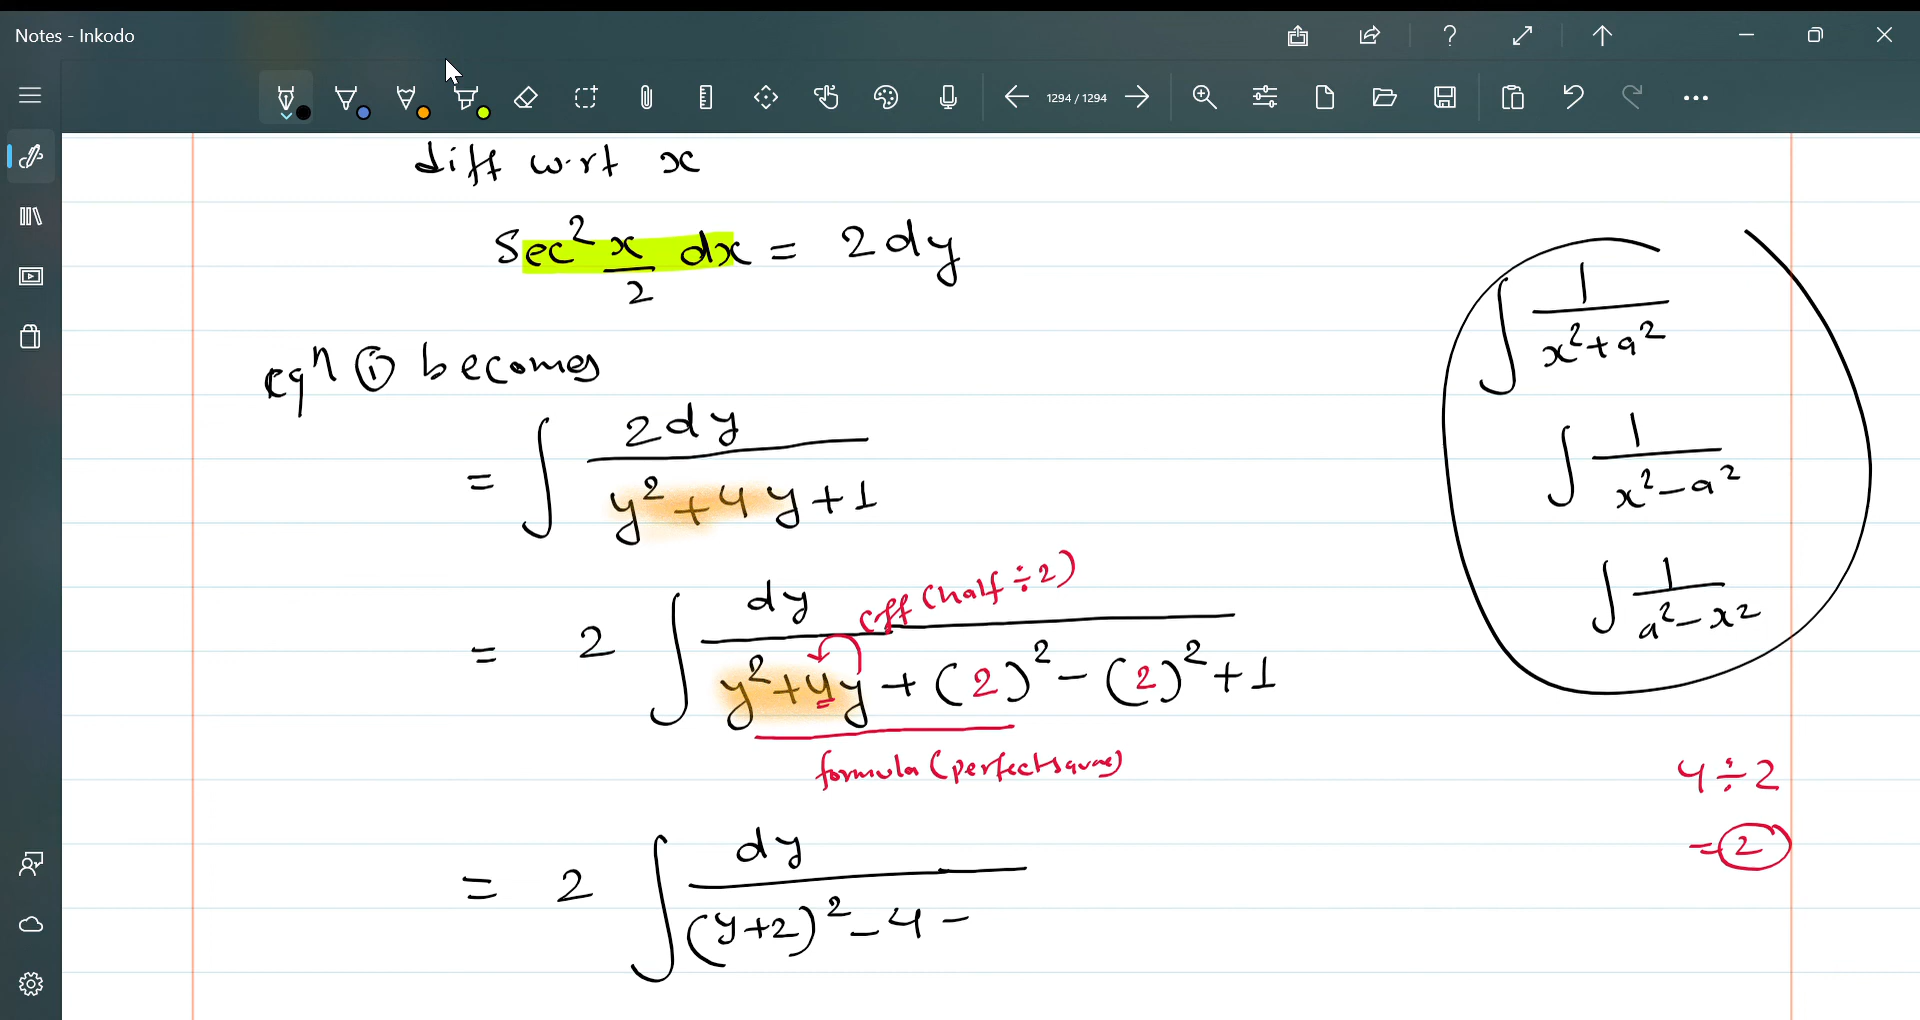 Notes - Inkodo
1294 / 1294
diff w.r.t x
Sec² x/2 dx = 2dy
eqⁿ ① becomes
= ∫ 2dy / y² + 4y + 1
= 2 ∫ dy / y² + 4y + (2)² - (2)² + 1
(half ÷ 2)
formula (perfect square)
= 2 ∫ dy / (y+2)² - 4 -
∫ 1 / x² + a²
∫ 1 / x² - a²
∫ 1 / a² - x²
4 ÷ 2
= 2